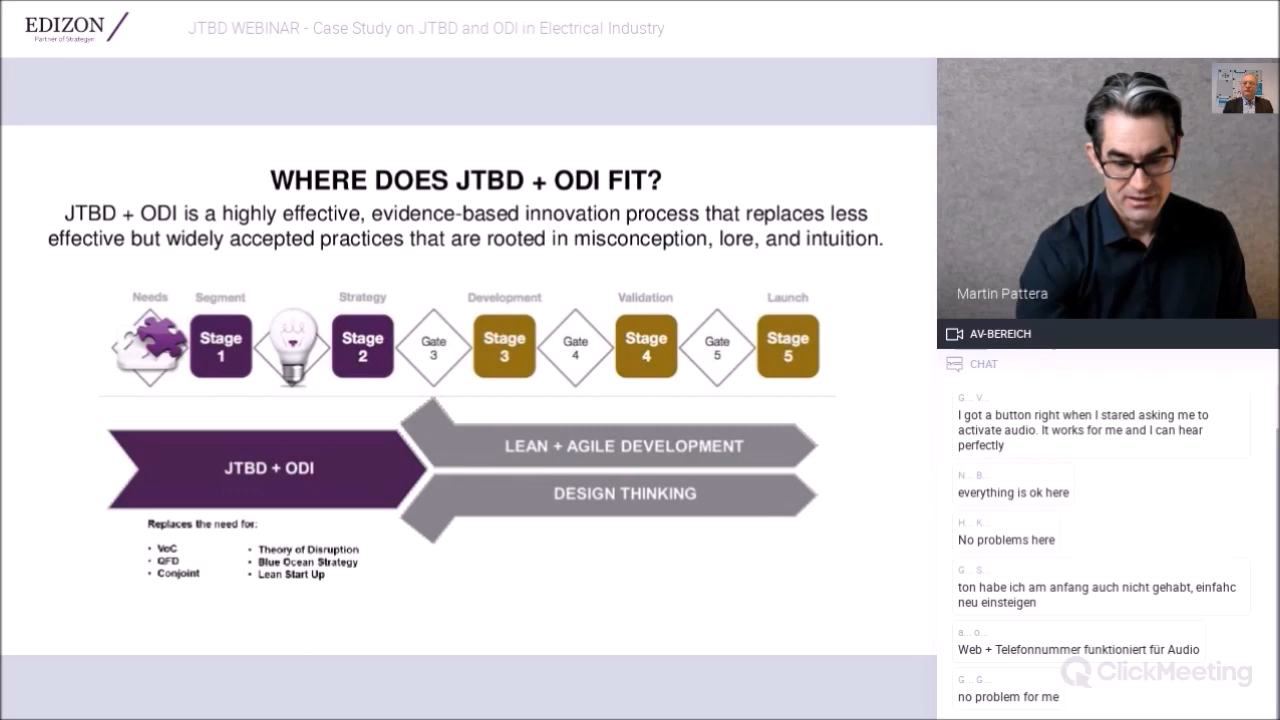 EDIZON
Partner of Strategen
JTBD WEBINAR - Case Study on JTBD and ODI in Electrical Industry
WHERE DOES JTBD + ODI FIT?
JTBD + ODI is a highly effective, evidence-based innovation process that replaces less
effective but widely accepted practices that are rooted in misconception, lore, and intuition.
Needs
Segment
Strategy
Development
Validation
Launch
Stage
1
Stage
2
Gate
3
Stage
3
Gate
4
Stage
4
Gate
5
Stage
5
JTBD + ODI
LEAN + AGILE DEVELOPMENT
DESIGN THINKING
Replaces the need for:
• VoC
• QFD
• Conjoint
• Theory of Disruption
• Blue Ocean Strategy
• Lean Start Up
Martin Pattera
AV-BEREICH
CHAT
G... V...
I got a button right when I stared asking me to
activate audio. It works for me and I can hear
perfectly
N... B...
everything is ok here
H... K...
No problems here
G... S...
ton habe ich am anfang auch nicht gehabt, einfahc
neu einsteigen
a... o...
Web + Telefonnummer funktioniert für Audio
G... G...
no problem for me
ClickMeeting